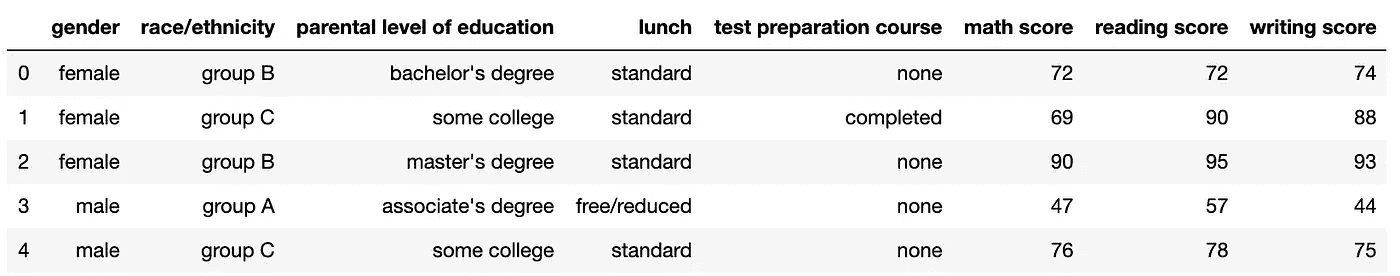 gender race/ethnicity parental level of education lunch test preparation course math score reading score writing score
0 female group B bachelor's degree standard none 72 72 74
1 female group C some college standard completed 69 90 88
2 female group B master's degree standard none 90 95 93
3 male group A associate's degree free/reduced none 47 57 44
4 male group C some college standard none 76 78 75